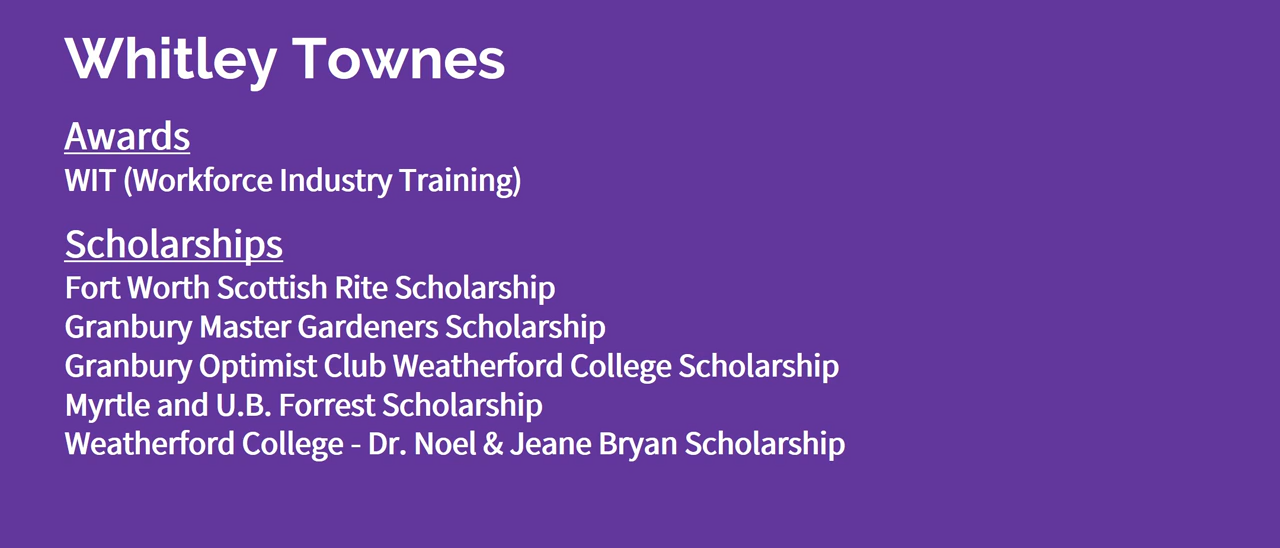 Whitley Townes
Awards
WIT (Workforce Industry Training)
Scholarships
Fort Worth Scottish Rite Scholarship
Granbury Master Gardeners Scholarship
Granbury Optimist Club Weatherford College Scholarship
Myrtle and U.B. Forrest Scholarship
Weatherford College - Dr. Noel & Jeane Bryan Scholarship